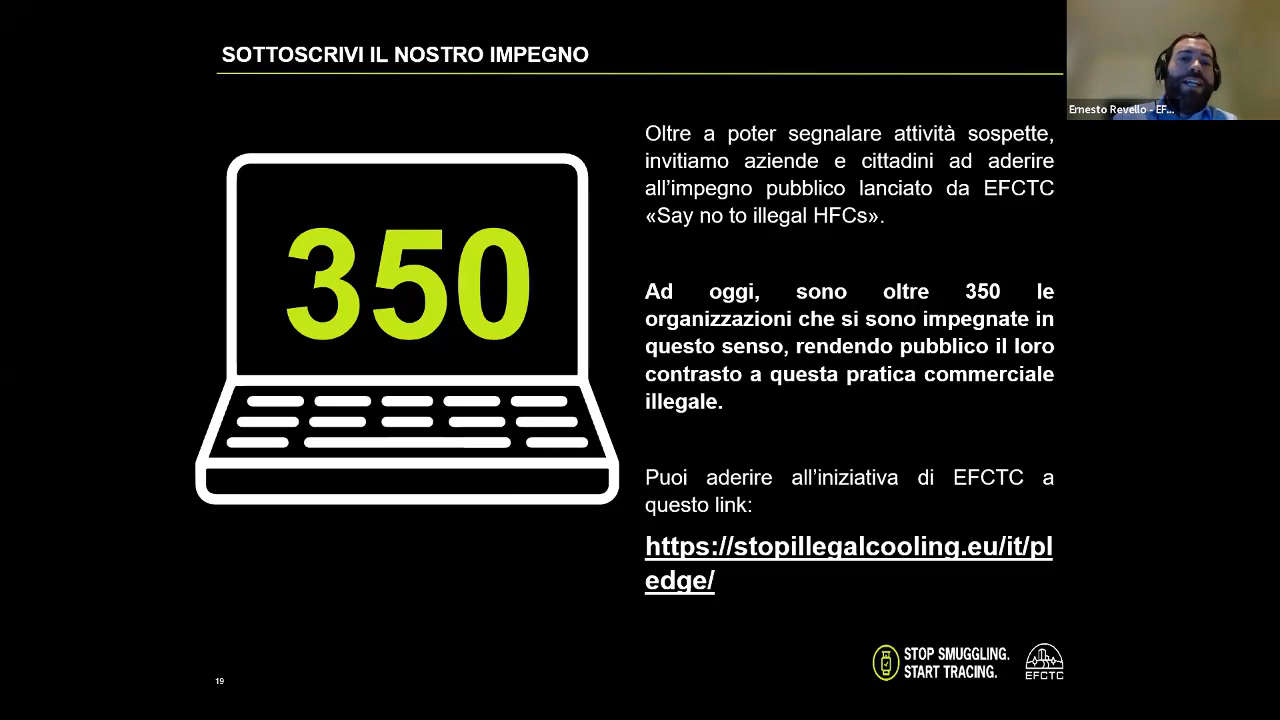 SOTTOSCRIVI IL NOSTRO IMPEGNO
Ernesto Revello - EF...
350
Oltre a poter segnalare attività sospette,
invitiamo aziende e cittadini ad aderire
all’impegno pubblico lanciato da EFCTC
«Say no to illegal HFCs».
Ad oggi, sono oltre 350 le
organizzazioni che si sono impegnate in
questo senso, rendendo pubblico il loro
contrasto a questa pratica commerciale
illegale.
Puoi aderire all’iniziativa di EFCTC a
questo link:
https://stopillegalcooling.eu/it/pl
edge/
STOP SMUGGLING.
START TRACING.
EFCTC
19